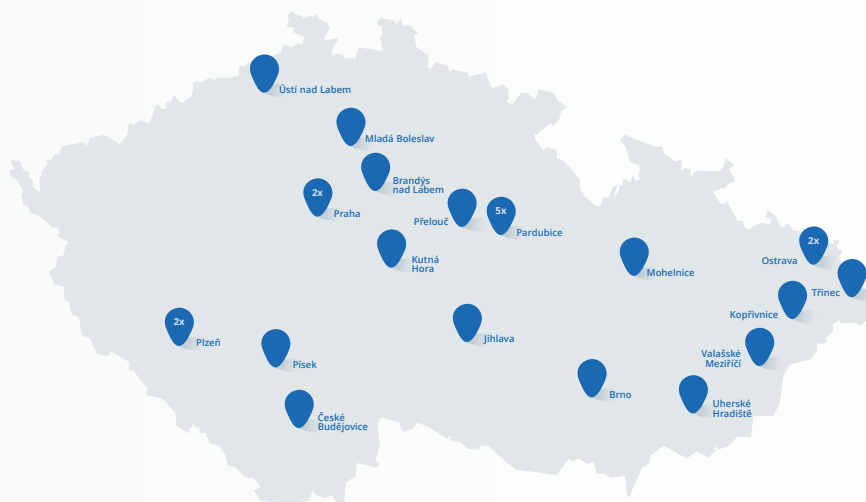 Ústí nad Labem
Mladá Boleslav
Brandýs
nad Labem
2x
Praha
Přelouč
5x
Pardubice
Kutná
Hora
Mohelnice
2x
Ostrava
Třinec
Kopřivnice
2x
Plzeň
Jihlava
Písek
Valašské
Meziříčí
Brno
Uherské
Hradiště
České
Budějovice